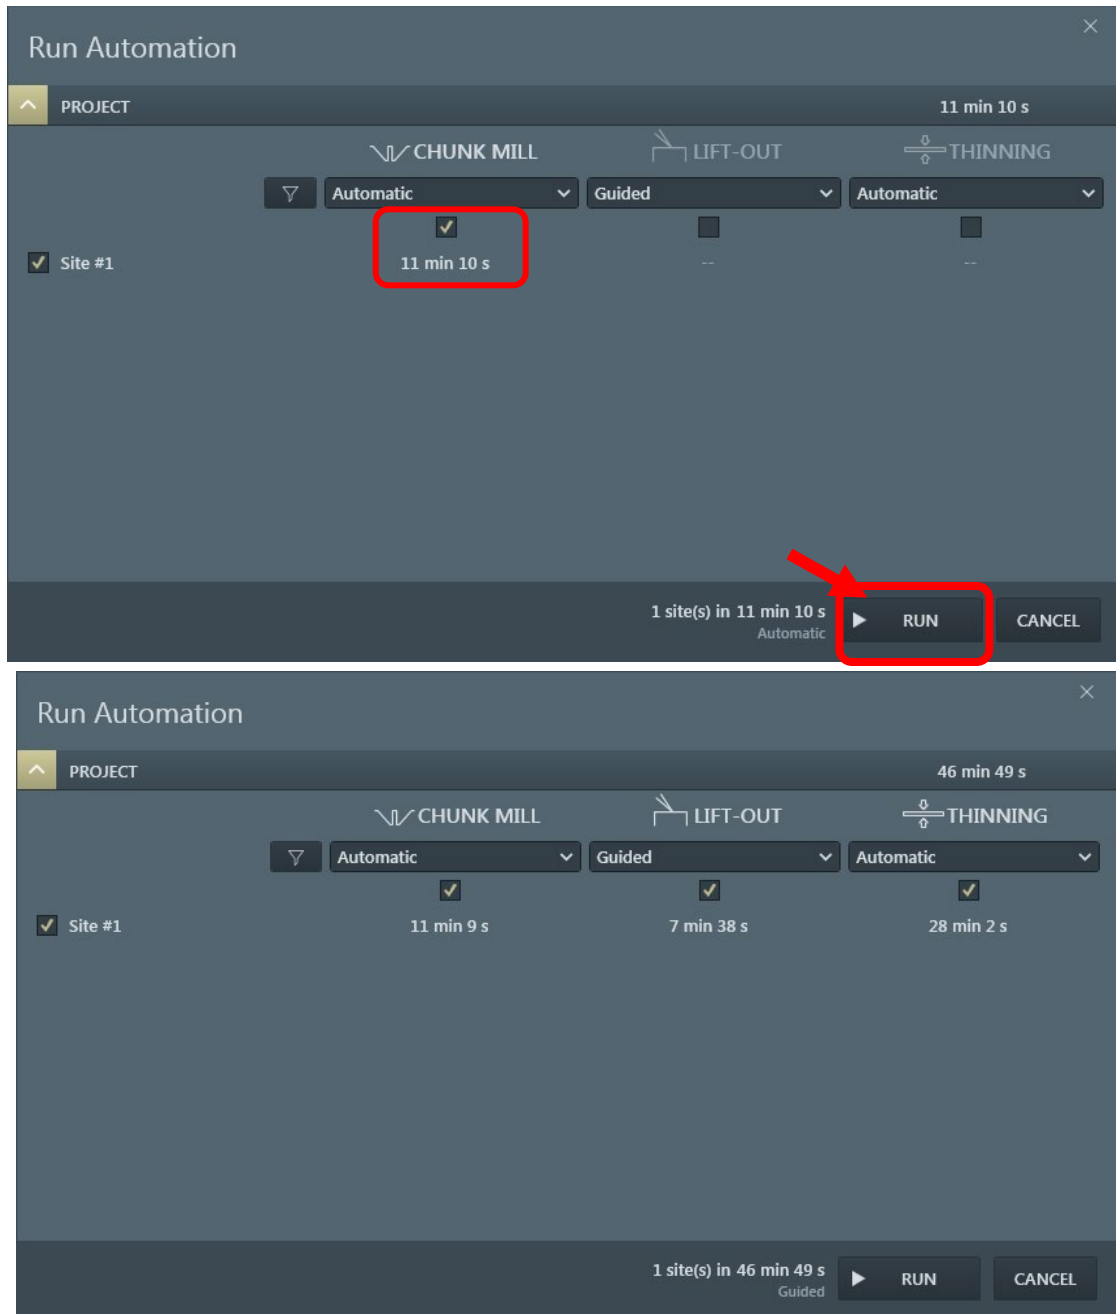 Run Automation
PROJECT 11 min 10 s
CHUNK MILL LIFT-OUT THINNING
Automatic Guided Automatic
Site #1 11 min 10 s -- --
1 site(s) in 11 min 10 s
Automatic
RUN CANCEL
Run Automation
PROJECT 46 min 49 s
CHUNK MILL LIFT-OUT THINNING
Automatic Guided Automatic
Site #1 11 min 9 s 7 min 38 s 28 min 2 s
1 site(s) in 46 min 49 s
Guided
RUN CANCEL